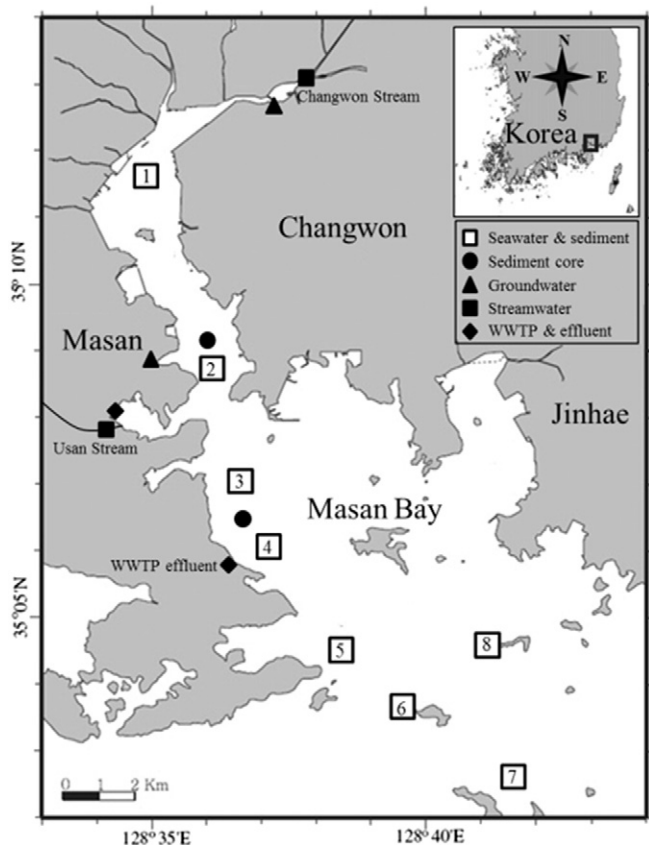 N
W E
S
Korea
Changwon Stream
1
Changwon
Seawater & sediment
Sediment core
Groundwater
Streamwater
WWTP & effluent
35° 10'
Masan
2
Jinhae
Usan Stream
3
Masan Bay
4
WWTP effluent
35° 05'N
5
8
6
7
0 1 2 Km
128° 35'E
128° 40'E